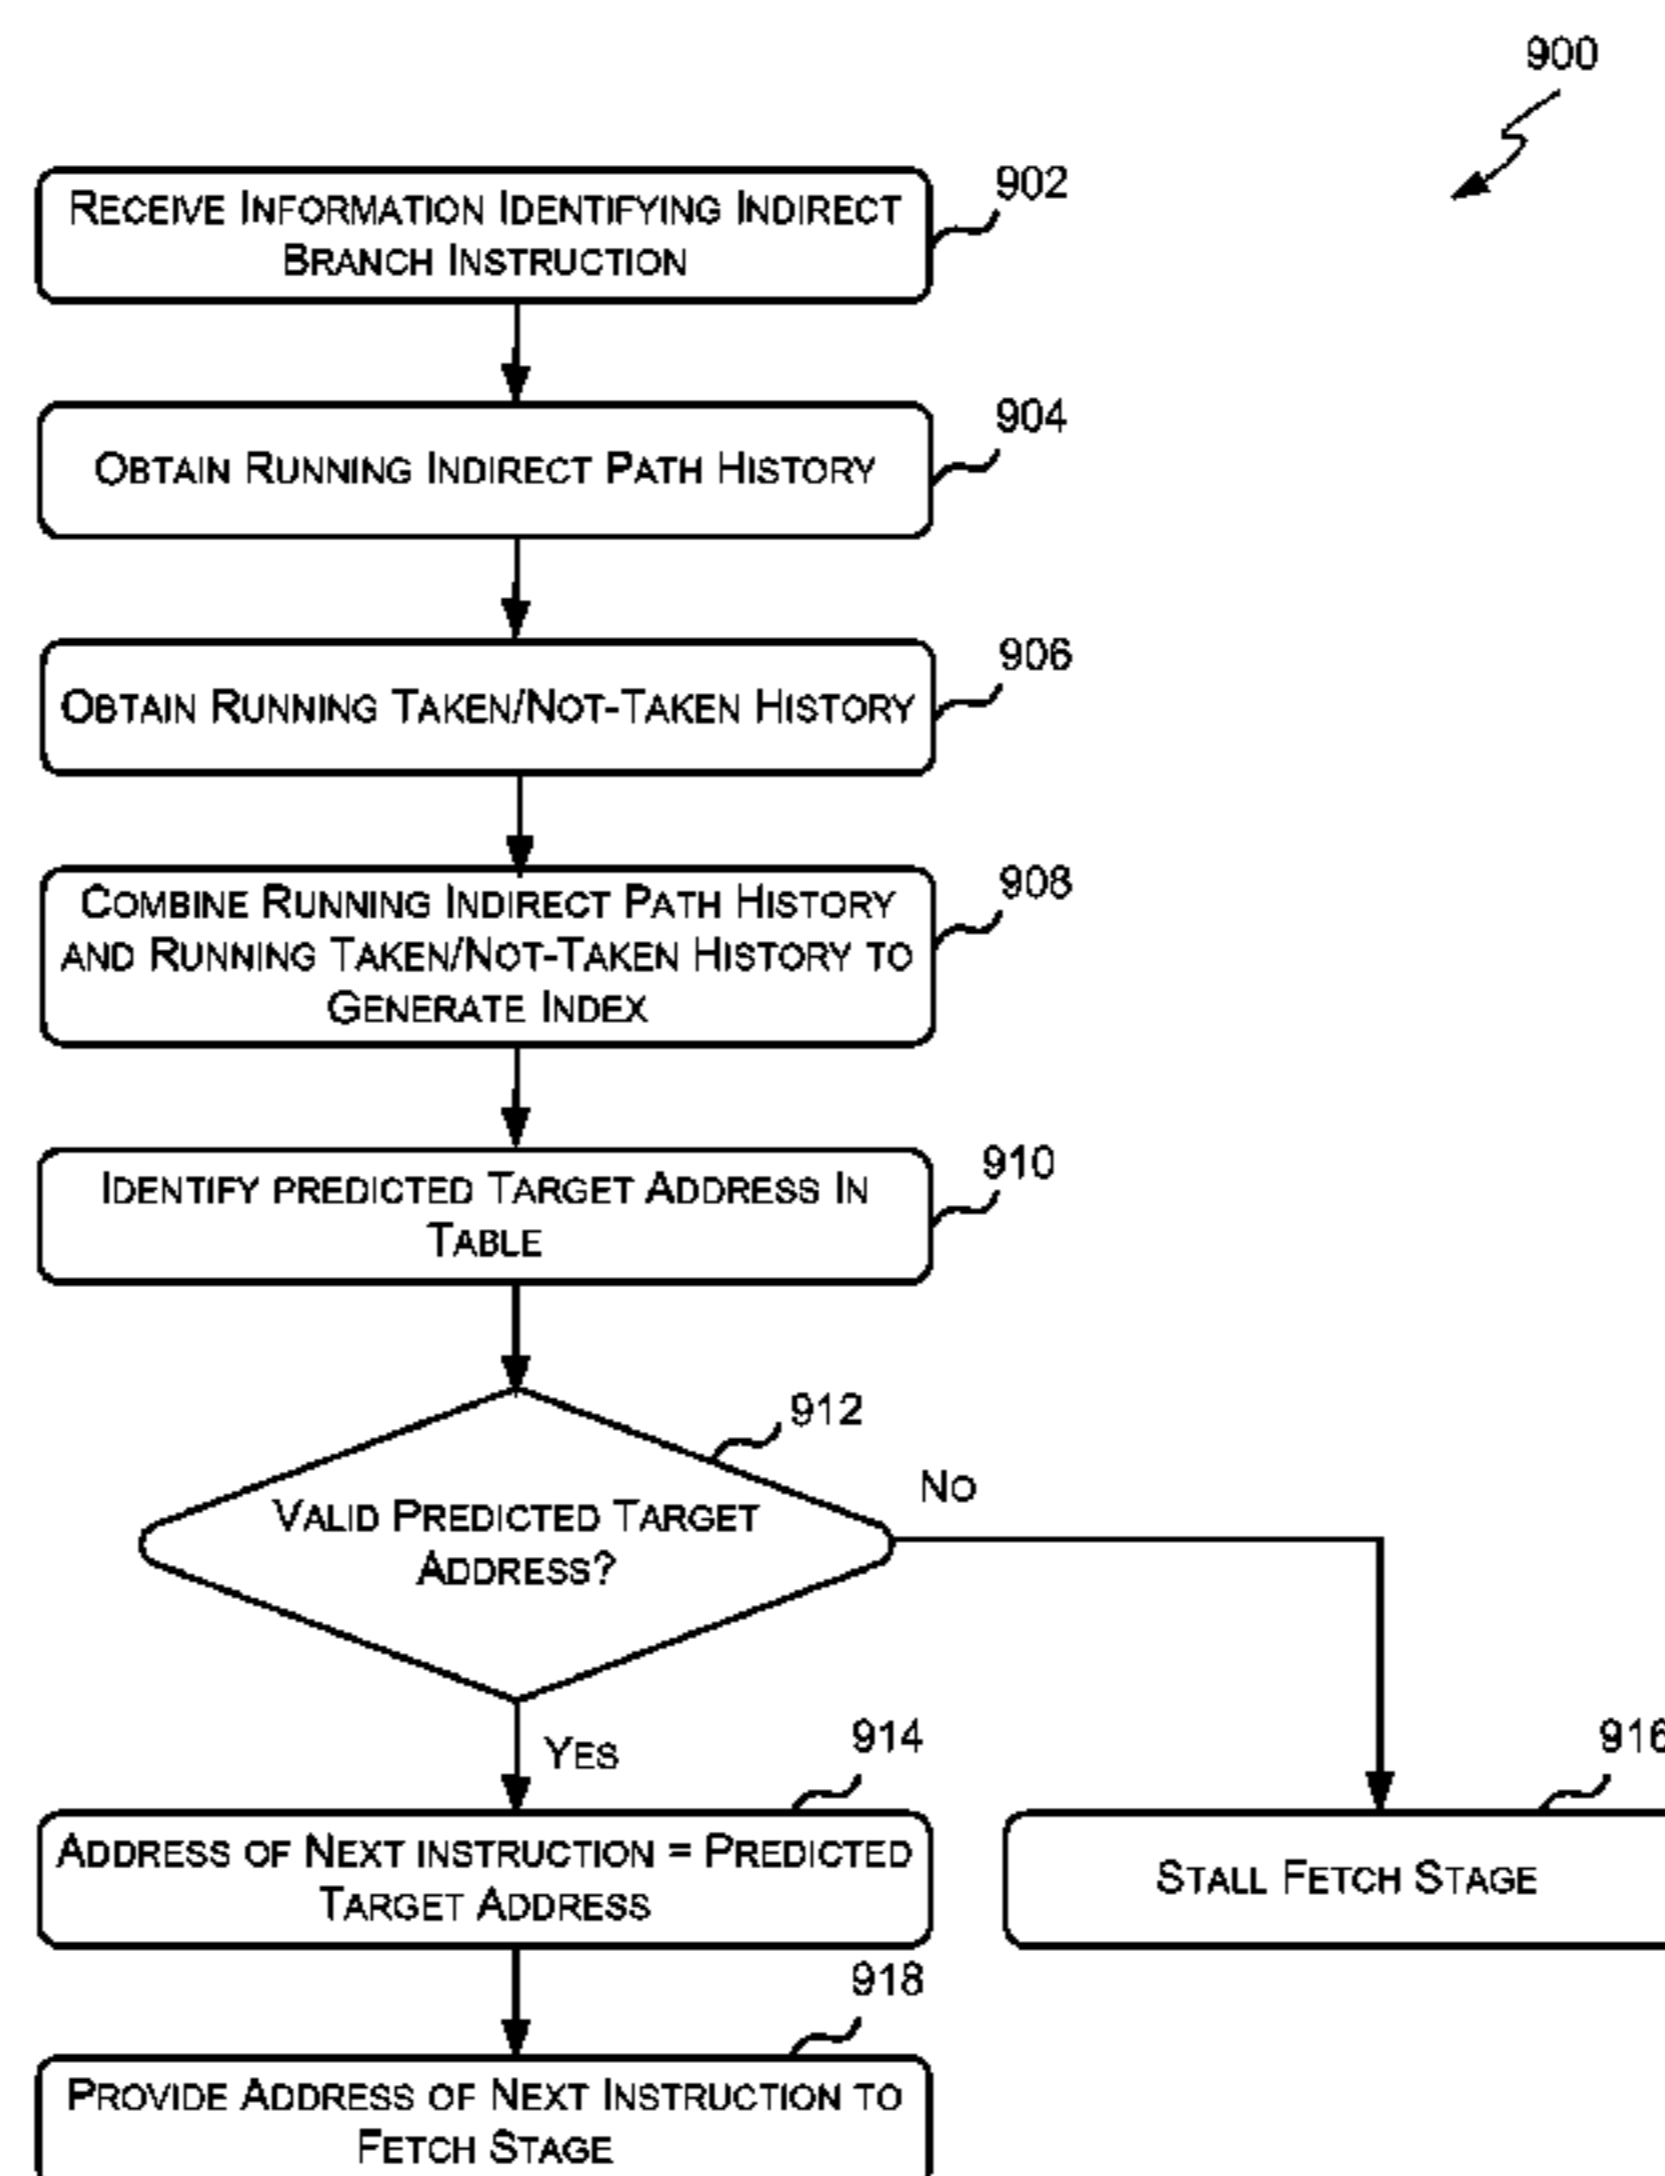 900
RECEIVE INFORMATION IDENTIFYING INDIRECT
BRANCH INSTRUCTION
902
OBTAIN RUNNING INDIRECT PATH HISTORY
904
OBTAIN RUNNING TAKEN/NOT-TAKEN HISTORY
906
COMBINE RUNNING INDIRECT PATH HISTORY
AND RUNNING TAKEN/NOT-TAKEN HISTORY TO
GENERATE INDEX
908
IDENTIFY PREDICTED TARGET ADDRESS IN
TABLE
910
VALID PREDICTED TARGET
ADDRESS?
912
NO
YES
914
ADDRESS OF NEXT INSTRUCTION = PREDICTED
TARGET ADDRESS
916
STALL FETCH STAGE
918
PROVIDE ADDRESS OF NEXT INSTRUCTION TO
FETCH STAGE